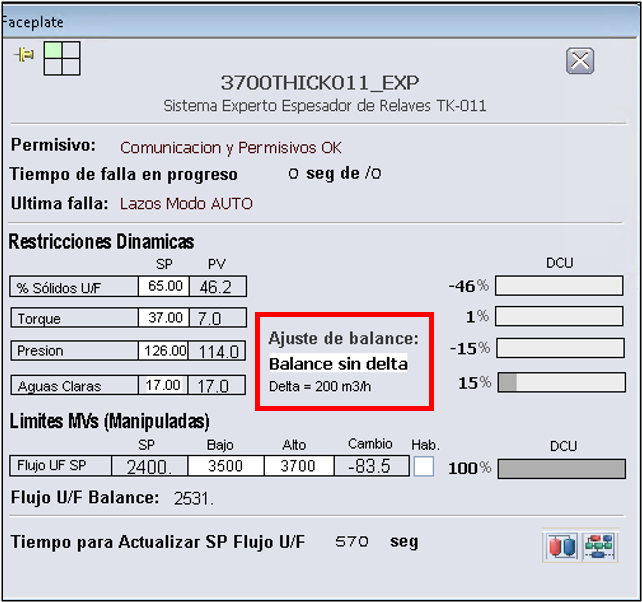 Faceplate
3700THICK011_EXP
Sistema Experto Espesador de Relaves TK-011
Permisivo: Comunicacion y Permisivos OK
Tiempo de falla en progreso 0 seg de /0
Ultima falla: Lazos Modo AUTO
Restricciones Dinamicas
SP PV DCU
% Sólidos U/F 65.00 46.2 -46%
Torque 37.00 7.0 1%
Presion 126.00 114.0 -15%
Aguas Claras 17.00 17.0 15%
Ajuste de balance:
Balance sin delta
Delta = 200 m3/h
Limites MVs (Manipuladas)
SP Bajo Alto Cambio Hab. DCU
Flujo UF SP 2400. 3500 3700 -83.5 100%
Flujo U/F Balance: 2531.
Tiempo para Actualizar SP Flujo U/F 570 seg